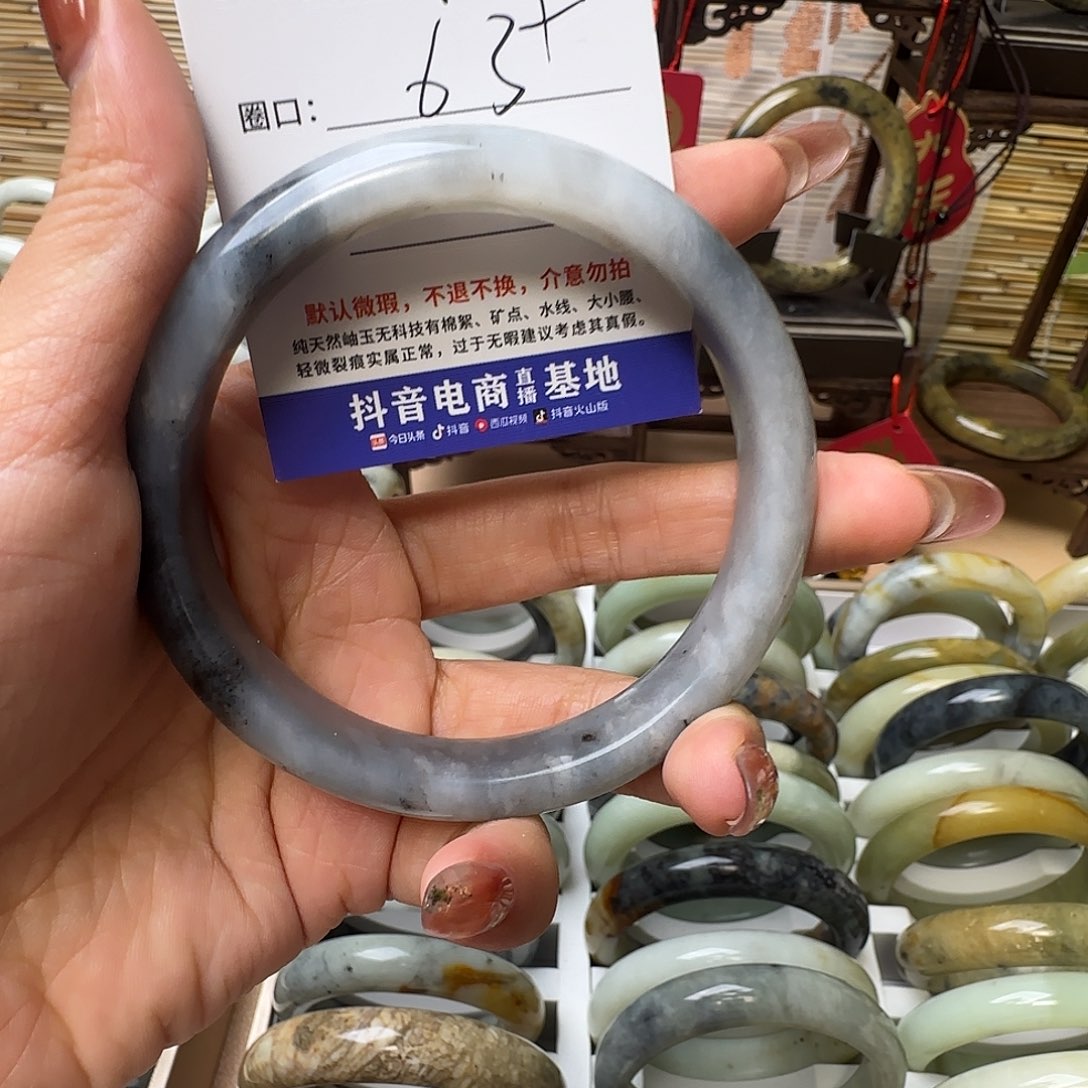 圈口: 63+
默认微瑕，不退不换，介意勿拍
纯天然岫玉无科技有棉絮、矿点、水线、大小腰、
轻微裂痕实属正常，过于无暇建议考虑其真假。
抖音电商直播基地
今日头条 抖音 西瓜视频 抖音火山版